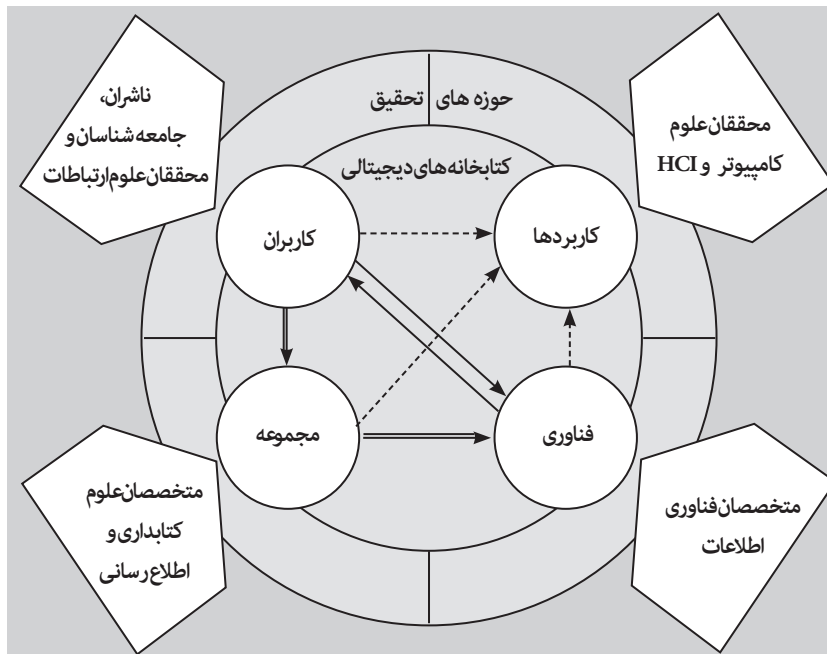 محققان علوم
کامپیوتر و HCI
ناشران،
جامعه شناسان و
محققان علوم ارتباطات
حوزه های تحقیق
کتابخانه های دیجیتالی
کاربردها
کاربران
فناوری
مجموعه
متخصصان فناوری
اطلاعات
متخصصان علوم
کتابداری و
اطلاع رسانی